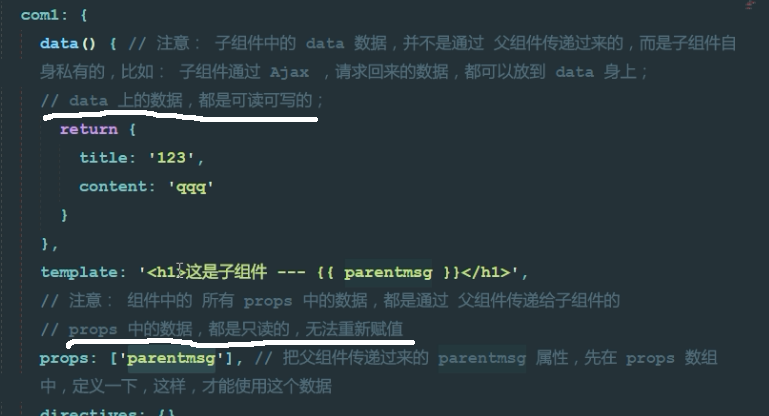 com1: {
data() { // 注意： 子组件中的 data 数据，并不是通过 父组件传递过来的，而是子组件自
身私有的，比如： 子组件通过 Ajax ，请求回来的数据，都可以放到 data 身上；
// data 上的数据，都是可读可写的；
return {
title: '123',
content: 'qqq'
}
},
template: '<h1>这是子组件 --- {{ parentmsg }}</h1>',
// 注意： 组件中的 所有 props 中的数据，都是通过 父组件传递给子组件的
// props 中的数据，都是只读的，无法重新赋值
props: ['parentmsg'], // 把父组件传递过来的 parentmsg 属性，先在 props 数组
中，定义一下，这样，才能使用这个数据
directives: {}